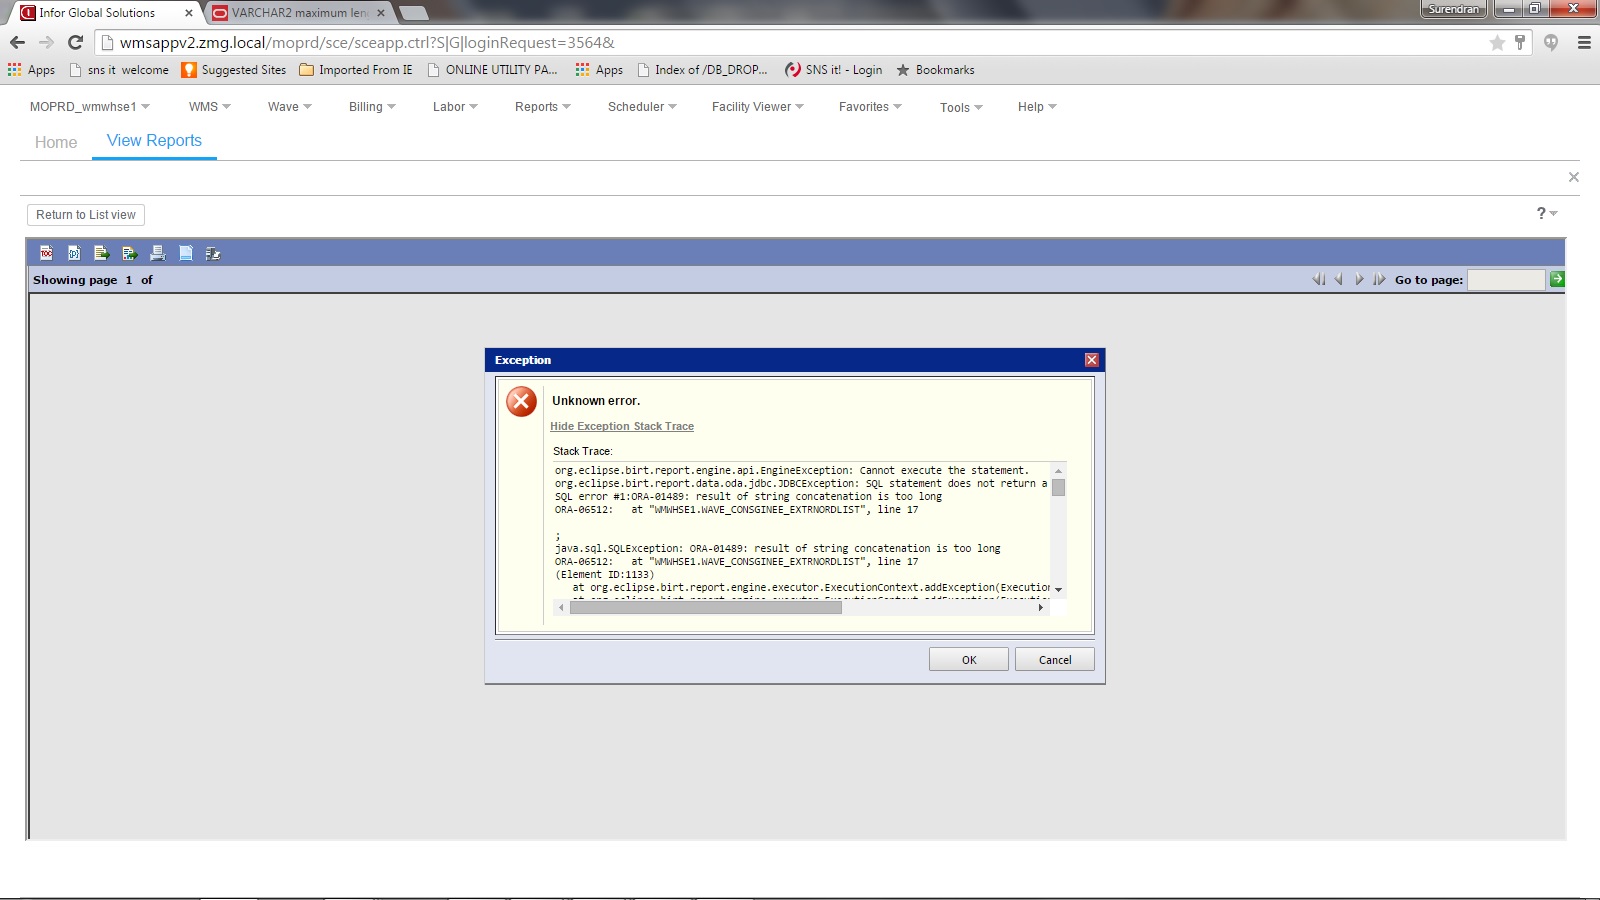 Infor Global Solutions
VARCHAR2 maximum len
Surendran
wmsappv2.zmg.local/moprd/sce/sceapp.ctrl?S|G|loginRequest=3564&
Apps sns it welcome Suggested Sites Imported From IE ONLINE UTILITY PA... Apps Index of /DB_DROP... SNS it! - Login Bookmarks
MOPRD_wmwhse1 WMS Wave Billing Labor Reports Scheduler Facility Viewer Favorites Tools Help
Home View Reports
Return to List view
?
TOC
Showing page 1 of
Go to page:
Exception
Unknown error.
Hide Exception Stack Trace
Stack Trace:
org.eclipse.birt.report.engine.api.EngineException: Cannot execute the statement.
org.eclipse.birt.report.data.oda.jdbc.JDBCException: SQL statement does not return a
SQL error #1:ORA-01489: result of string concatenation is too long
ORA-06512: at "WMWHSE1.WAVE_CONSGINEE_EXTRNORDLIST", line 17
;
java.sql.SQLException: ORA-01489: result of string concatenation is too long
ORA-06512: at "WMWHSE1.WAVE_CONSGINEE_EXTRNORDLIST", line 17
(Element ID:1133)
at org.eclipse.birt.report.engine.executor.ExecutionContext.addException(Execution
OK Cancel